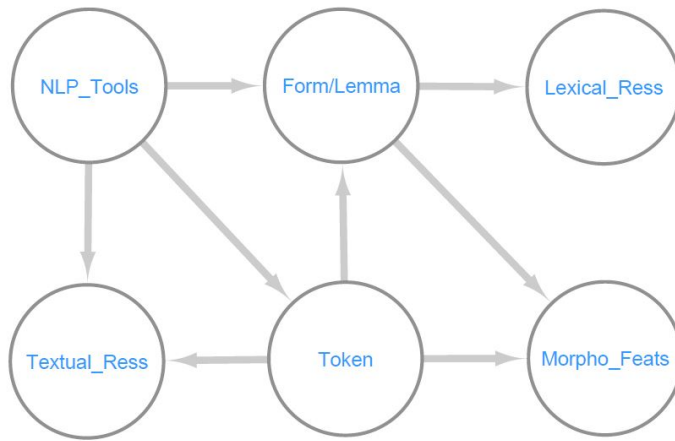 NLP_Tools
Form/Lemma
Lexical_Ress
Textual_Ress
Token
Morpho_Feats